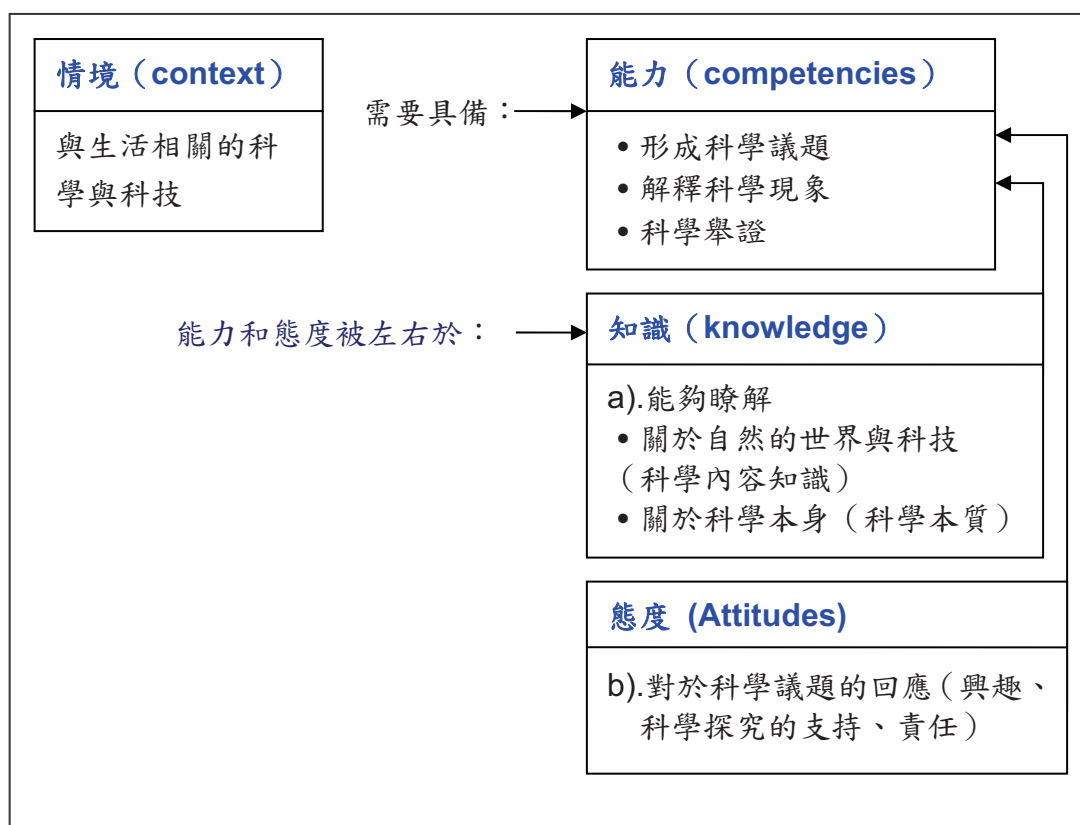 情境（context）
與生活相關的科
學與科技
需要具備：
能力（competencies）
• 形成科學議題
• 解釋科學現象
• 科學舉證
能力和態度被左右於：
知識（knowledge）
a).能夠瞭解
• 關於自然的世界與科技
（科學內容知識）
• 關於科學本身（科學本質）
態度 (Attitudes)
b).對於科學議題的回應（興趣、
科學探究的支持、責任）